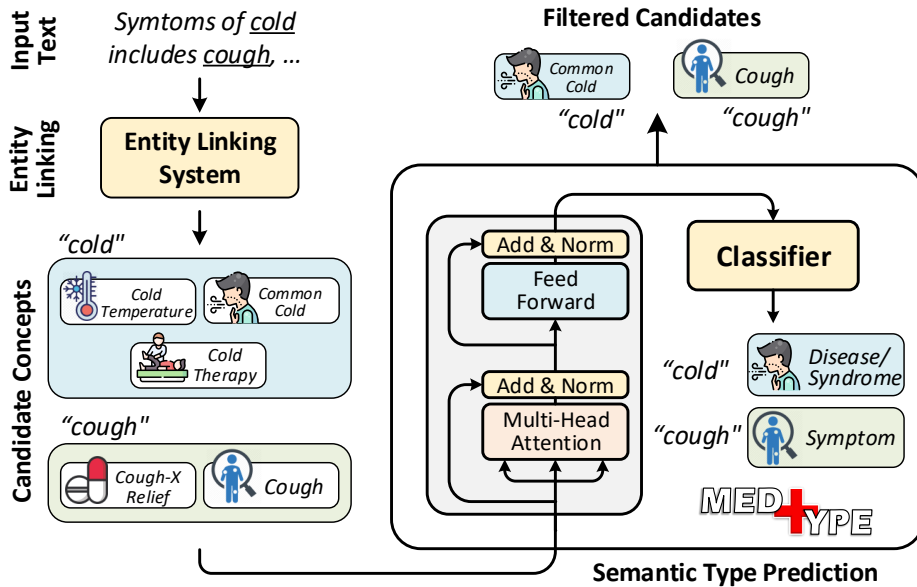 Input
Text
Symtoms of cold
includes cough, ...
Entity
Linking
Entity Linking
System
Candidate Concepts
“cold"
Cold
Temperature
Common
Cold
Cold
Therapy
“cough"
Cough-X
Relief
Cough
Filtered Candidates
Common
Cold
“cold"
Cough
“cough"
Add & Norm
Feed
Forward
Add & Norm
Multi-Head
Attention
Classifier
“cold"
Disease/
Syndrome
“cough"
Symptom
MED TYPE
Semantic Type Prediction